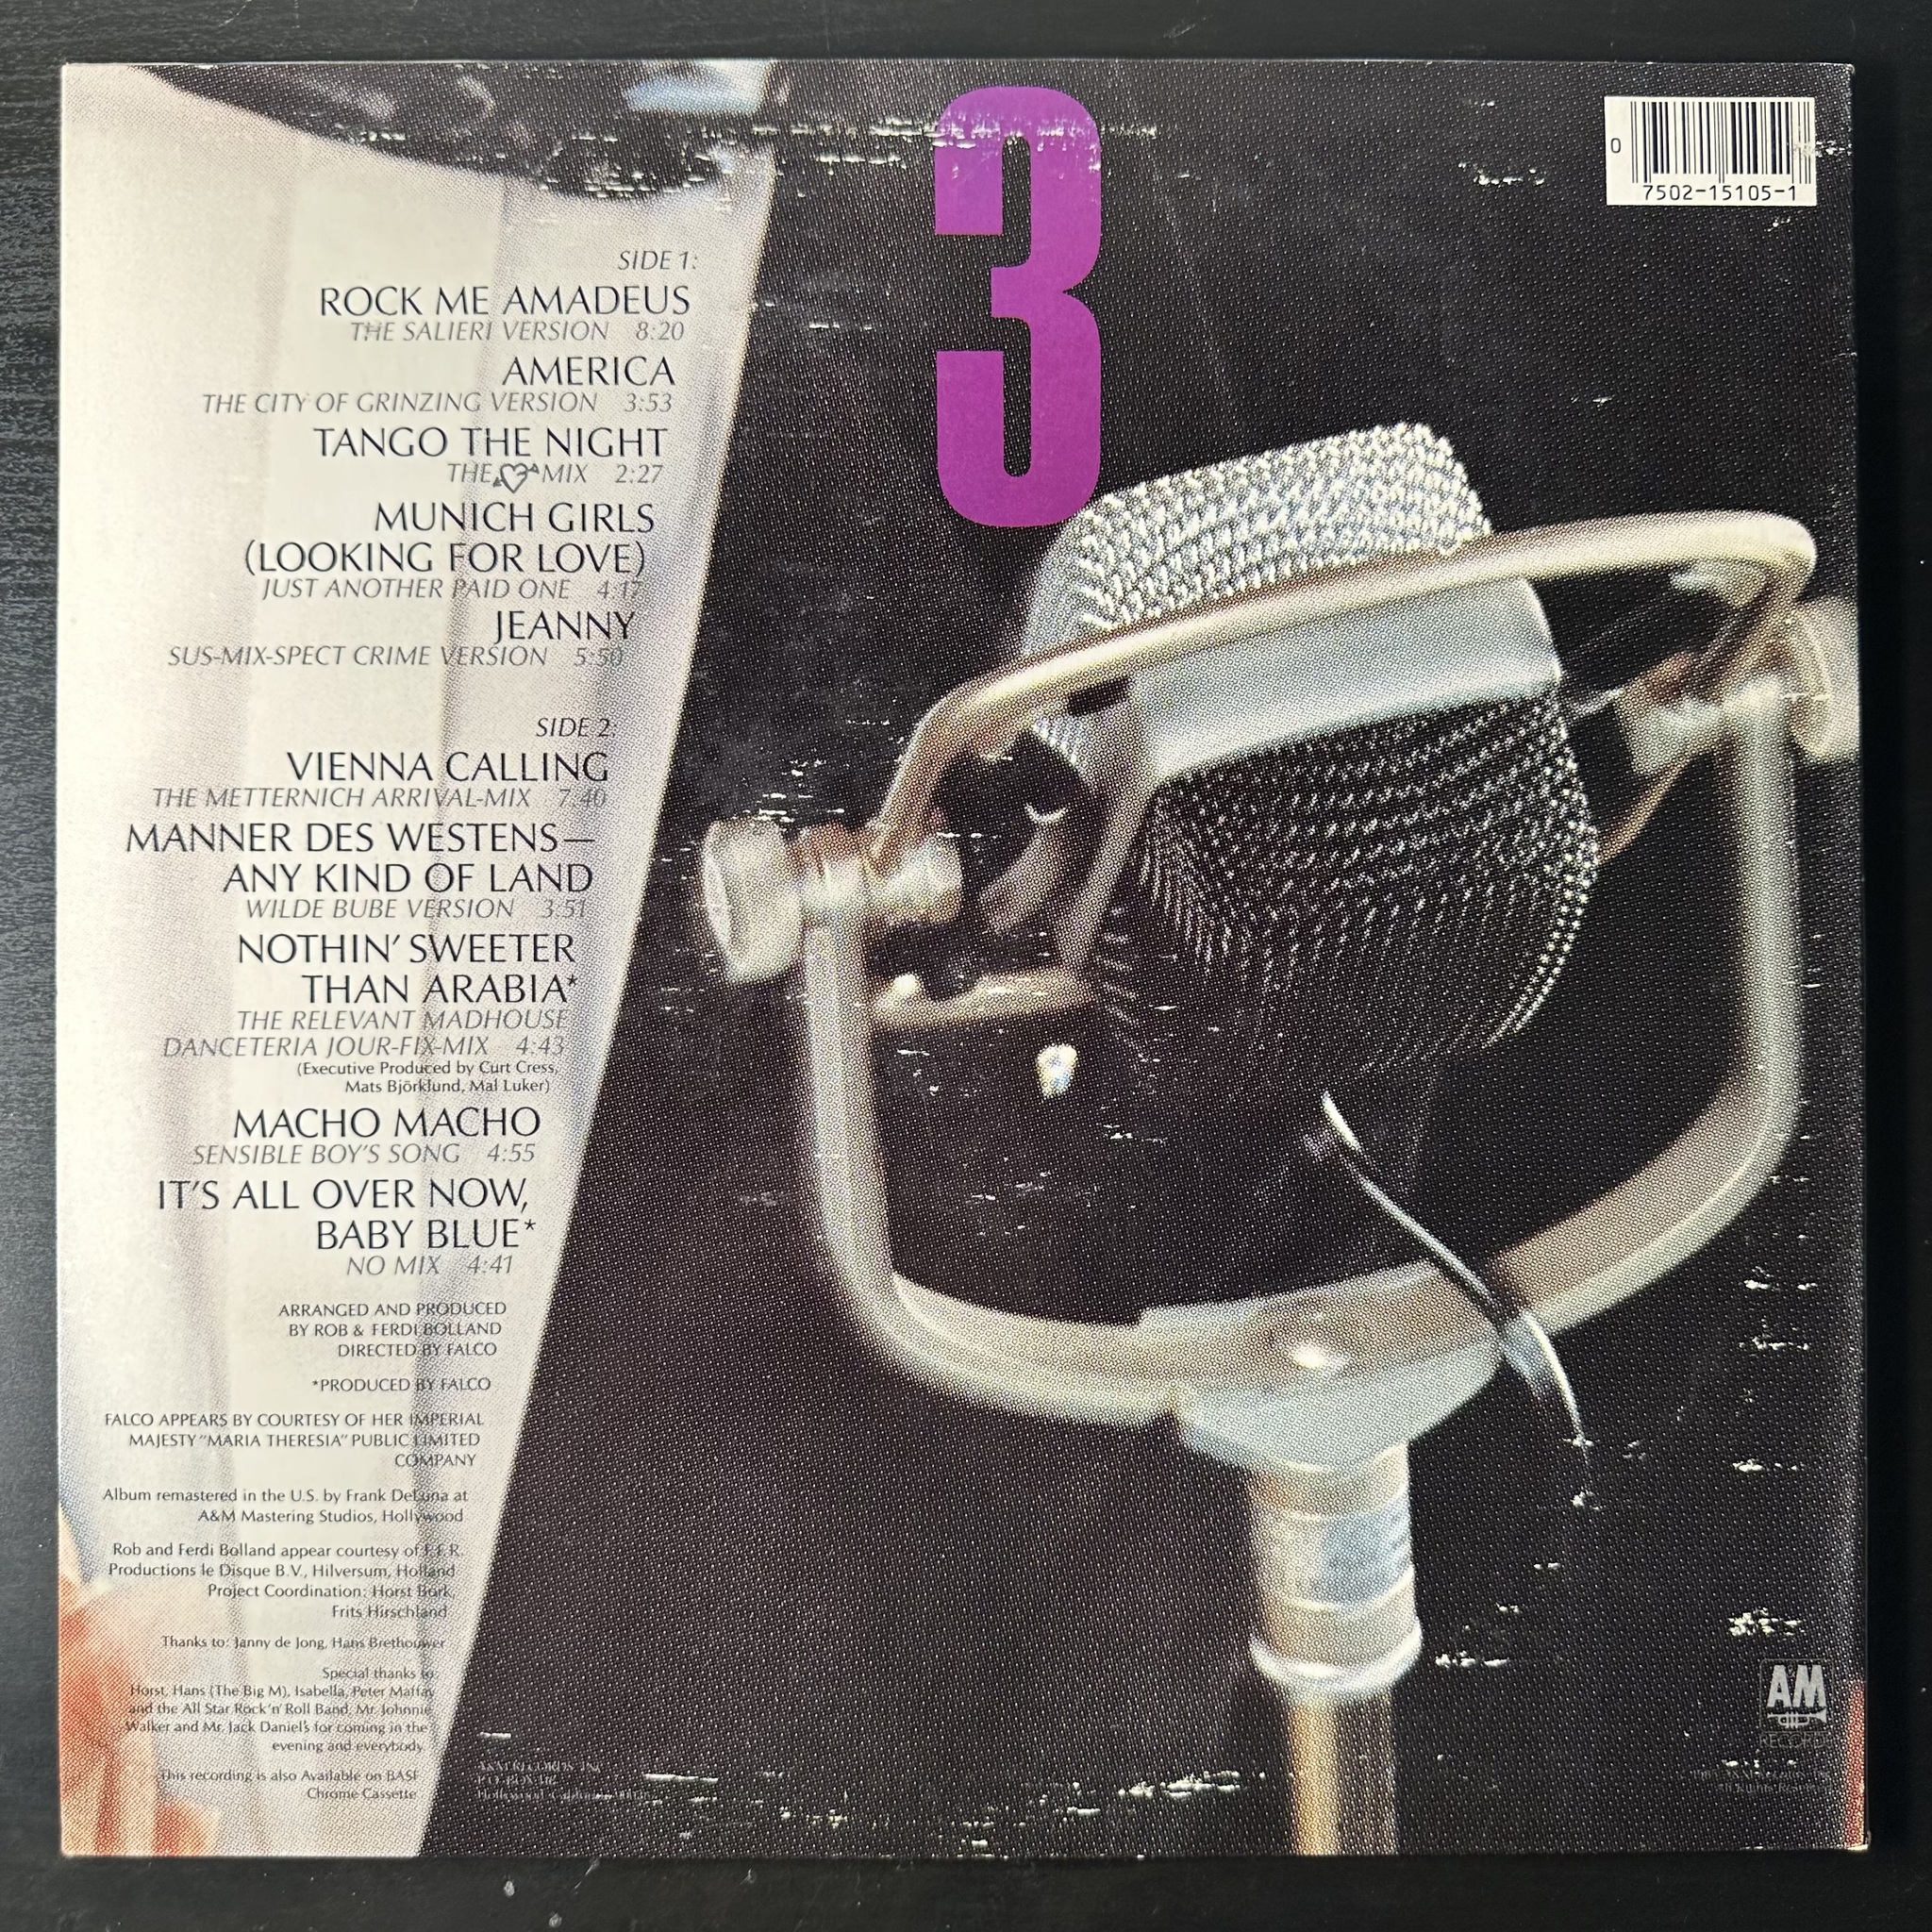 3
0
7502-15105-1
SIDE 1:
ROCK ME AMADEUS
THE SALIERI VERSION 8:20
AMERICA
THE CITY OF GRINZING VERSION 3:53
TANGO THE NIGHT
THE MIX 2:27
MUNICH GIRLS
(LOOKING FOR LOVE)
JUST ANOTHER PAID ONE 4:17
JEANNY
SUS-MIX-SPECT CRIME VERSION 5:50
SIDE 2:
VIENNA CALLING
THE METTERNICH ARRIVAL-MIX 7:40
MANNER DES WESTENS—
ANY KIND OF LAND
WILDE BUBE VERSION 3:51
NOTHIN' SWEETER
THAN ARABIA*
THE RELEVANT MADHOUSE
DANCETERIA JOUR-FIX-MIX 4:43
(Executive Produced by Curt Cress,
Mats Björklund, Mal Luker)
MACHO MACHO
SENSIBLE BOY'S SONG 4:55
IT'S ALL OVER NOW,
BABY BLUE*
NO MIX 4:41
ARRANGED AND PRODUCED
BY ROB & FERDI BOLLAND
DIRECTED BY FALCO
*PRODUCED BY FALCO
FALCO APPEARS BY COURTESY OF HER IMPERIAL
MAJESTY "MARIA THERESIA" PUBLIC LIMITED
COMPANY
Album remastered in the U.S. by Frank DeLuna at
A&M Mastering Studios, Hollywood
Rob and Ferdi Bolland appear courtesy of F.F.R.
Productions le Disque B.V., Hilversum, Holland
Project Coordination: Horst Bork,
Frits Hirschland
Thanks to: Janny de Jong, Hans Brethouwer
Special thanks to:
Horst, Hans (The Big M), Isabella, Peter Maffay
and the All Star Rock 'n' Roll Band, Mr. Johnnie
Walker and Mr. Jack Daniel's for coming in the
evening and everybody.
This recording is also Available on BASF
Chrome Cassette
A&M RECORDS, INC.
P.O. BOX 118
Hollywood, California
AM
RECORDS
All Rights Reserved